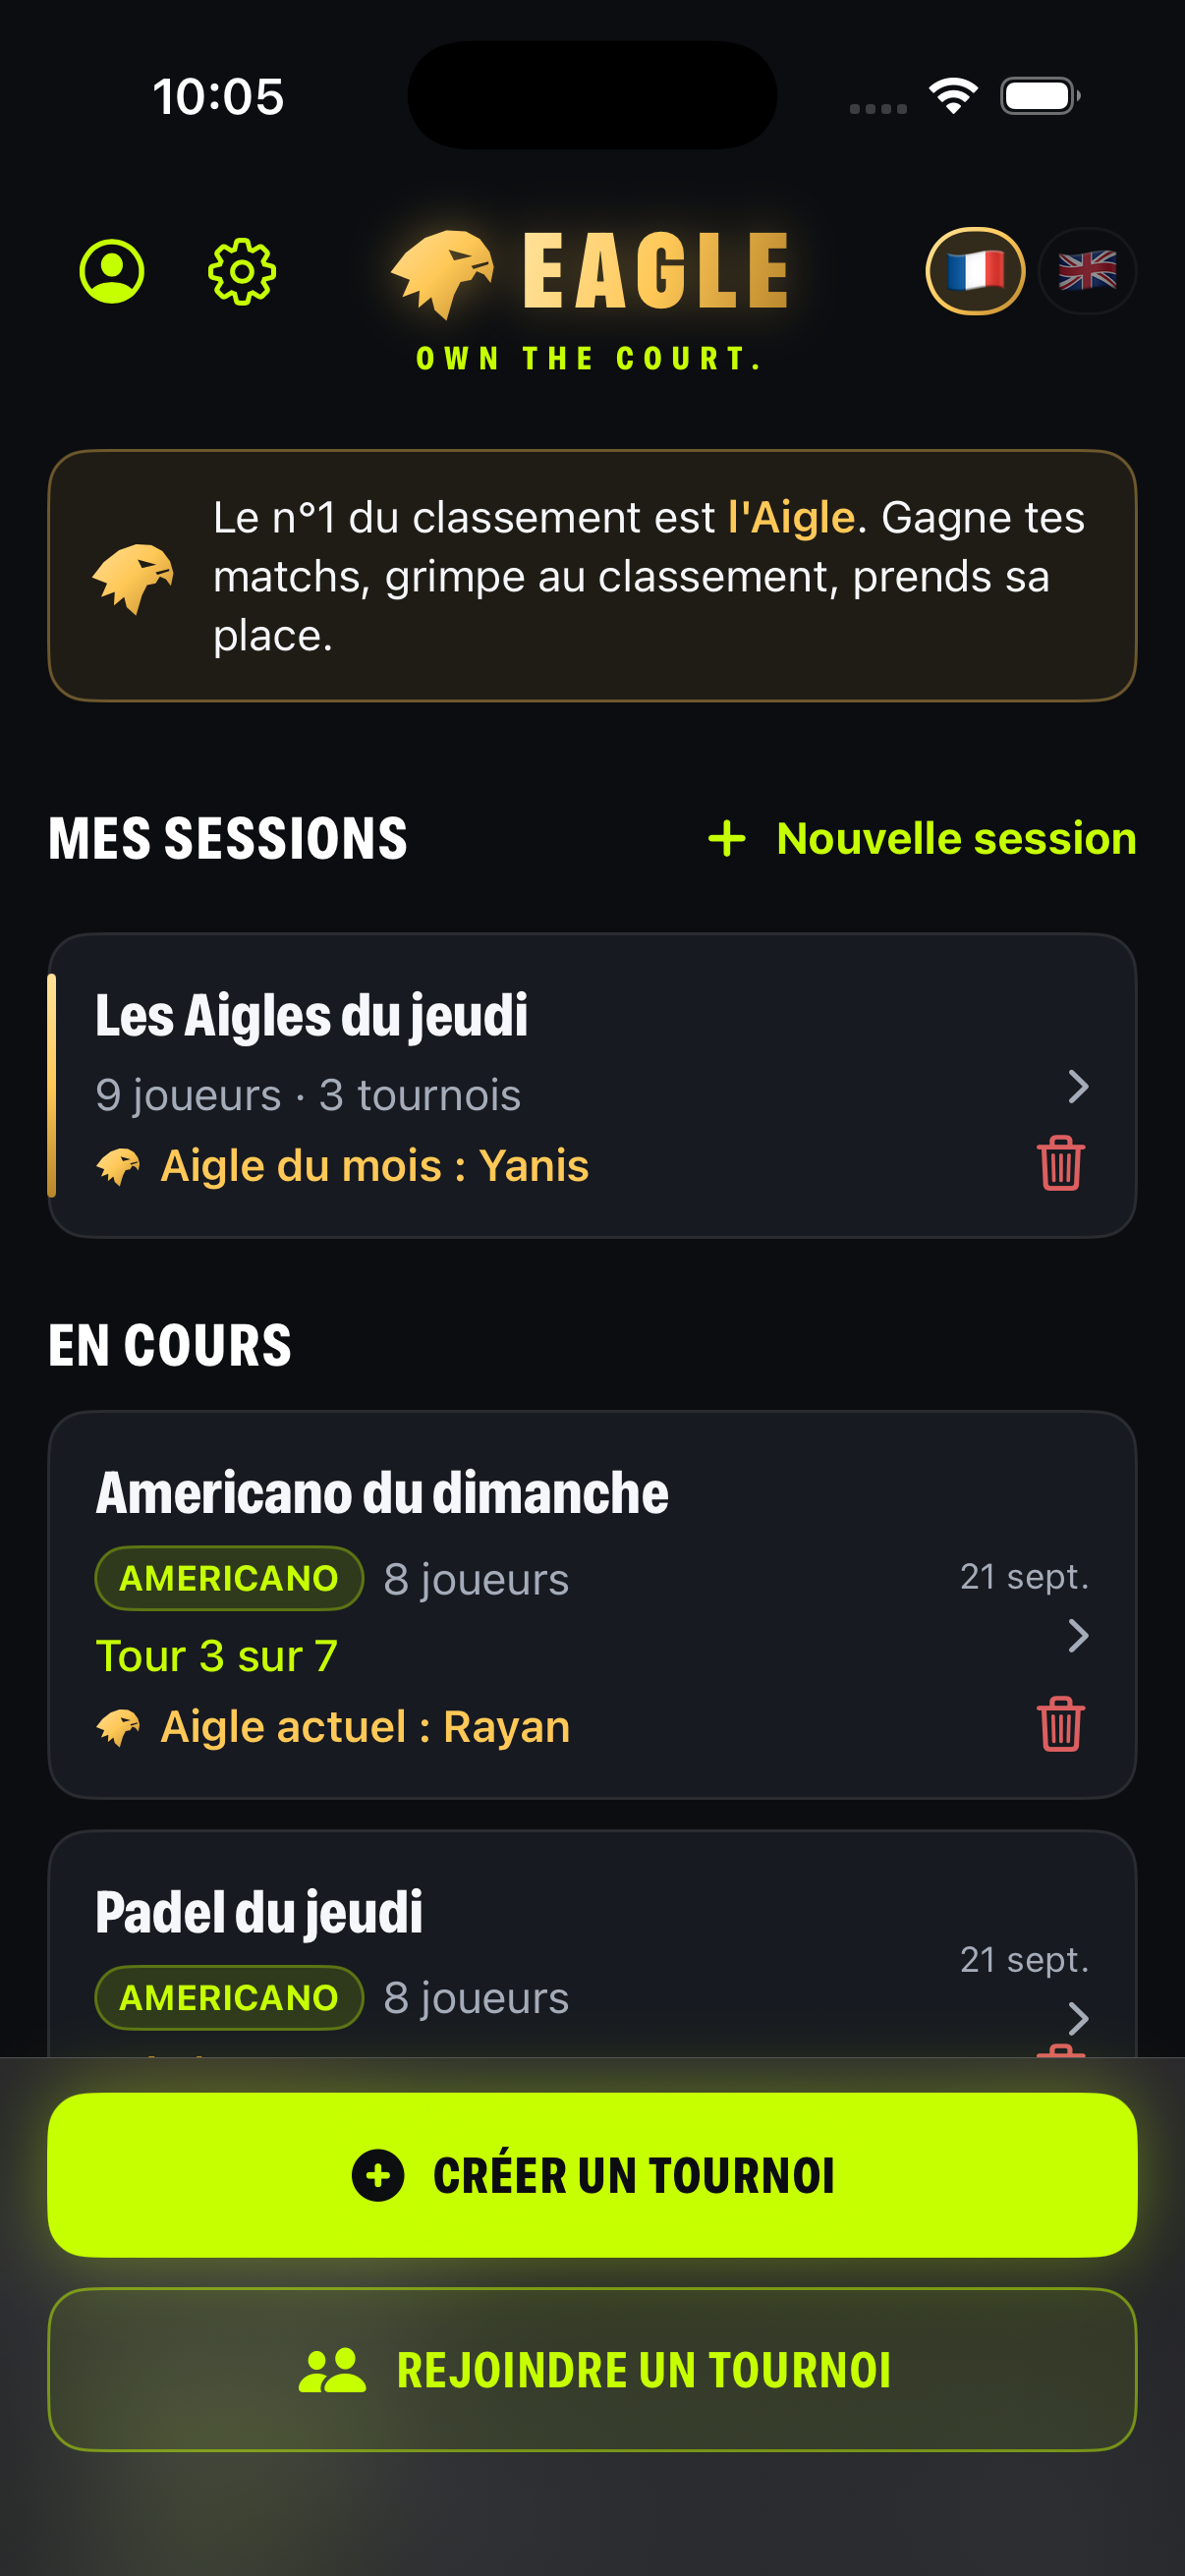 10:05
EAGLE
OWN THE COURT.
Le n°1 du classement est l'Aigle. Gagne tes
matchs, grimpe au classement, prends sa
place.
MES SESSIONS
Nouvelle session
Les Aigles du jeudi
9 joueurs · 3 tournois
Aigle du mois : Yanis
EN COURS
Americano du dimanche
AMERICANO 8 joueurs
21 sept.
Tour 3 sur 7
Aigle actuel : Rayan
Padel du jeudi
21 sept.
AMERICANO 8 joueurs
CRÉER UN TOURNOI
REJOINDRE UN TOURNOI